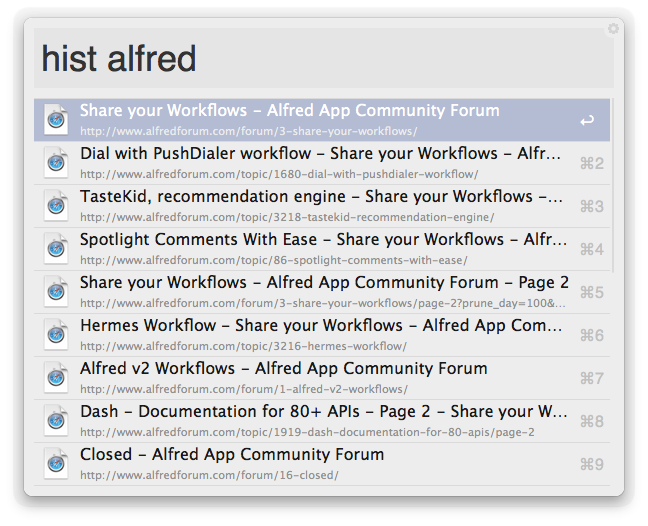 hist alfred
Share your Workflows – Alfred App Community Forum
http://www.alfredforum.com/forum/3-share-your-workflows/
↩
Dial with PushDialer workflow – Share your Workflows – Alfr...
http://www.alfredforum.com/topic/1680-dial-with-pushdialer-workflow/
⌘2
TasteKid, recommendation engine – Share your Workflows –...
http://www.alfredforum.com/topic/3218-tastekid-recommendation-engine/
⌘3
Spotlight Comments With Ease – Share your Workflows – Alfr...
http://www.alfredforum.com/topic/86-spotlight-comments-with-ease/
⌘4
Share your Workflows – Alfred App Community Forum – Page 2
http://www.alfredforum.com/forum/3-share-your-workflows/page-2?prune_day=100&...
⌘5
Hermes Workflow – Share your Workflows – Alfred App Com...
http://www.alfredforum.com/topic/3216-hermes-workflow/
⌘6
Alfred v2 Workflows – Alfred App Community Forum
http://www.alfredforum.com/forum/1-alfred-v2-workflows/
⌘7
Dash – Documentation for 80+ APIs – Page 2 – Share your W...
http://www.alfredforum.com/topic/1919-dash-documentation-for-80-apis/page-2
⌘8
Closed – Alfred App Community Forum
http://www.alfredforum.com/forum/16-closed/
⌘9